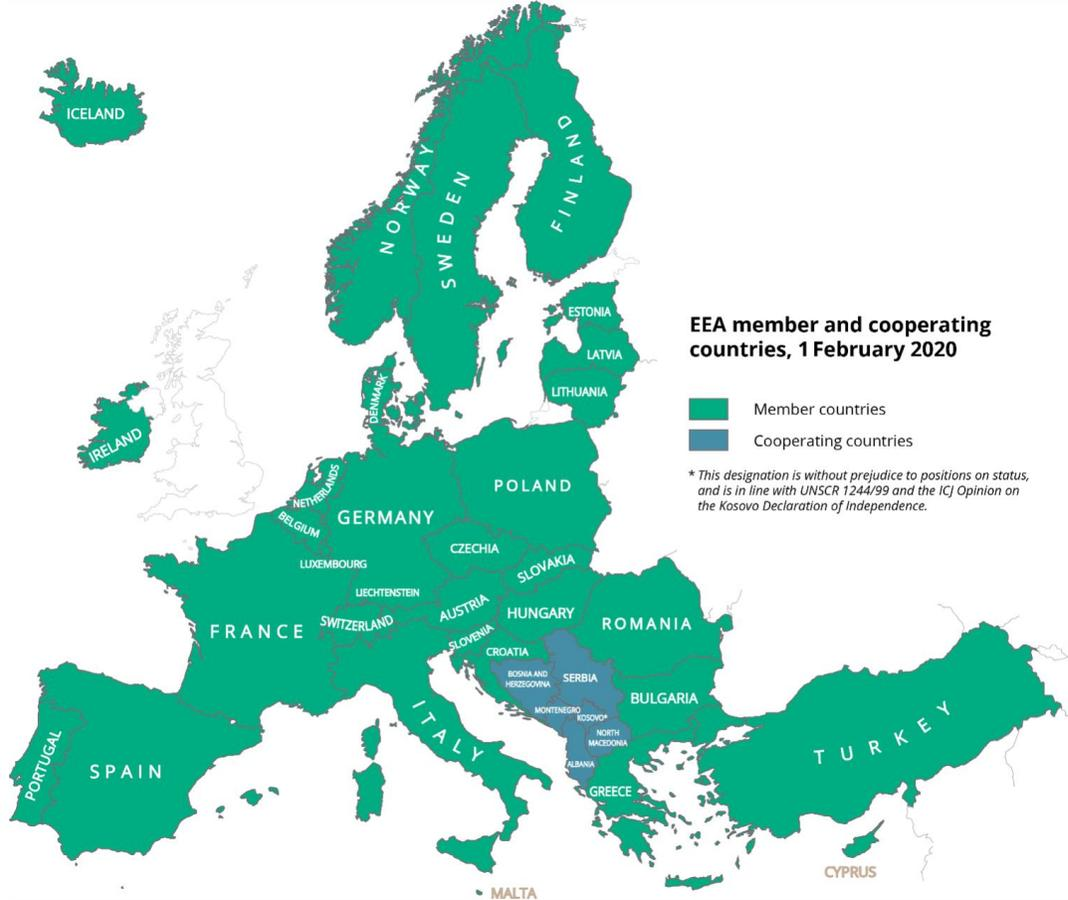 ICELAND
NORWAY
SWEDEN
FINLAND
ESTONIA
LATVIA
LITHUANIA
DENMARK
IRELAND
EEA member and cooperating
countries, 1 February 2020
Member countries
Cooperating countries
* This designation is without prejudice to positions on status,
and is in line with UNSCR 1244/99 and the ICJ Opinion on
the Kosovo Declaration of Independence.
NETHERLANDS
BELGIUM
GERMANY
POLAND
LUXEMBOURG
CZECHIA
SLOVAKIA
LIECHTENSTEIN
AUSTRIA
HUNGARY
ROMANIA
FRANCE
SWITZERLAND
SLOVENIA
CROATIA
BOSNIA AND
HERZEGOVINA
SERBIA
BULGARIA
MONTENEGRO
KOSOVO*
NORTH
MACEDONIA
ALBANIA
ITALY
PORTUGAL
SPAIN
GREECE
TURKEY
CYPRUS
MALTA